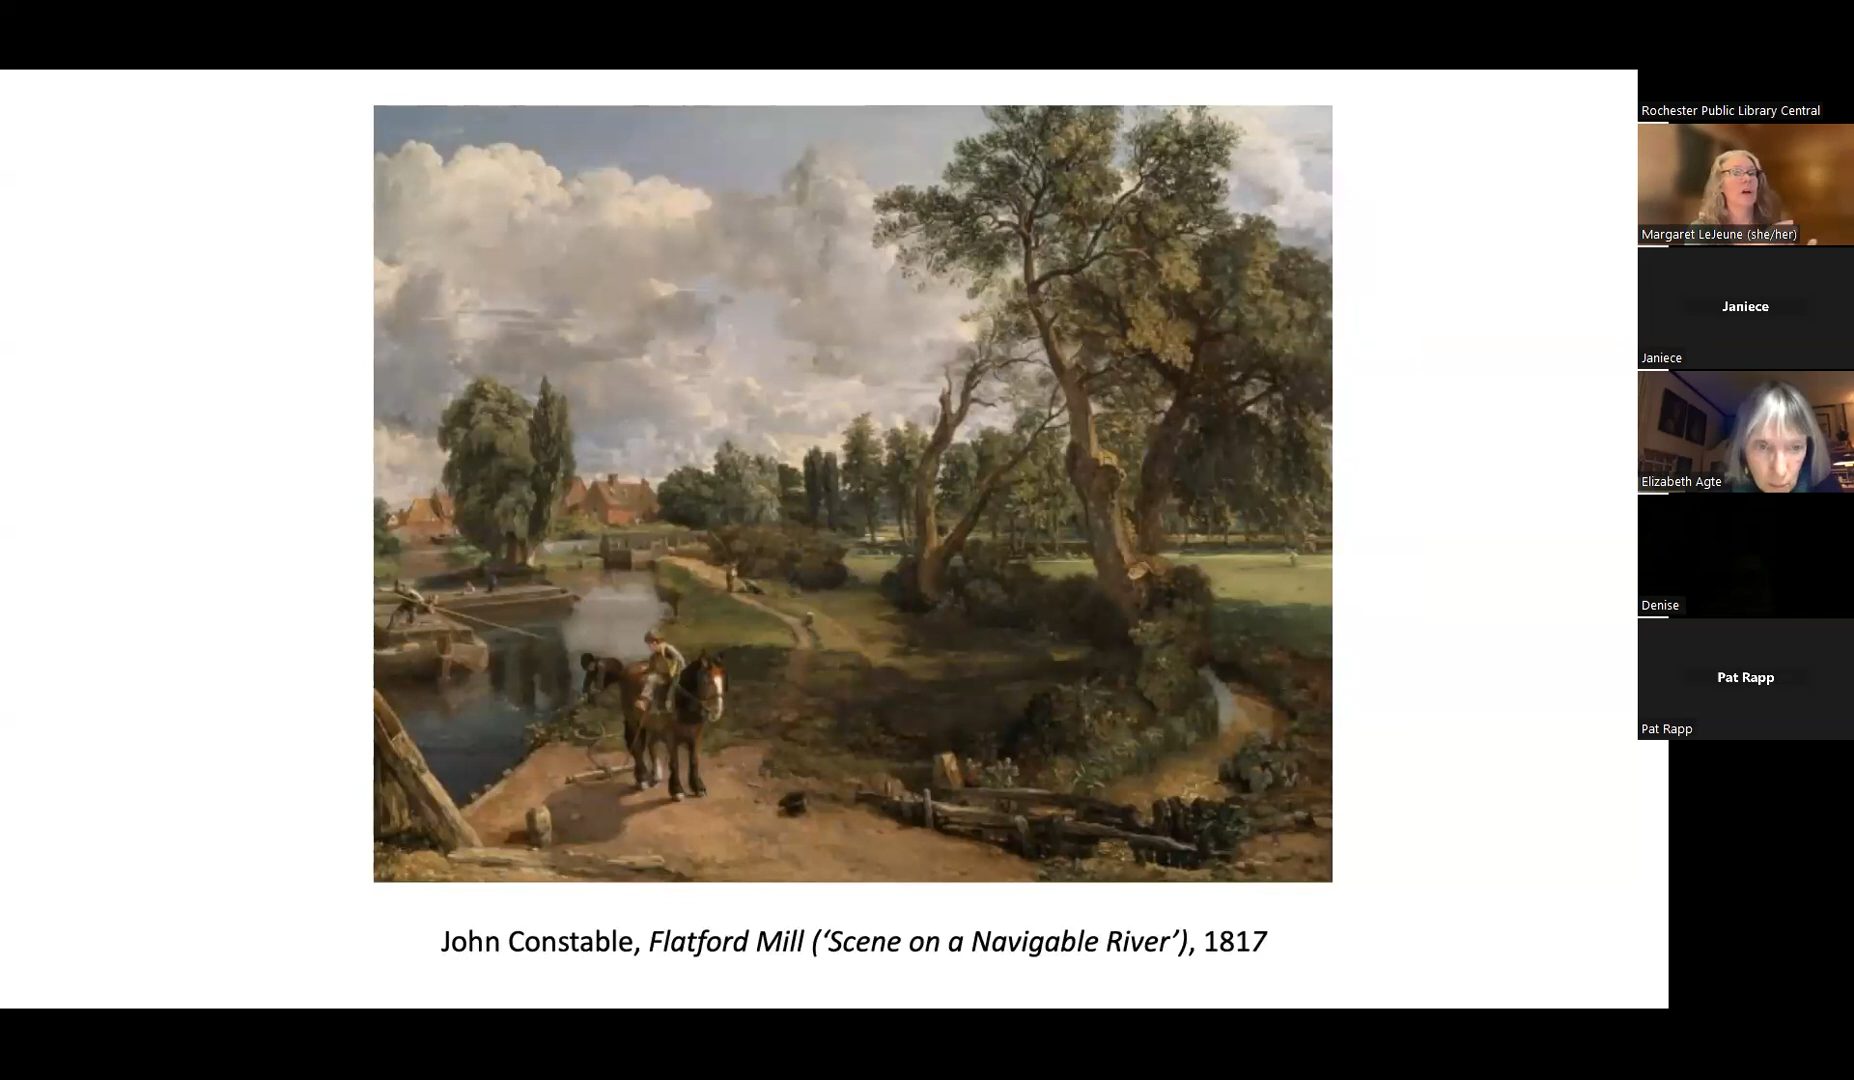 Rochester Public Library Central
Margaret LeJeune (she/her)
Janiece
Janiece
Elizabeth Agte
Denise
Pat Rapp
Pat Rapp
John Constable, Flatford Mill (‘Scene on a Navigable River’), 1817